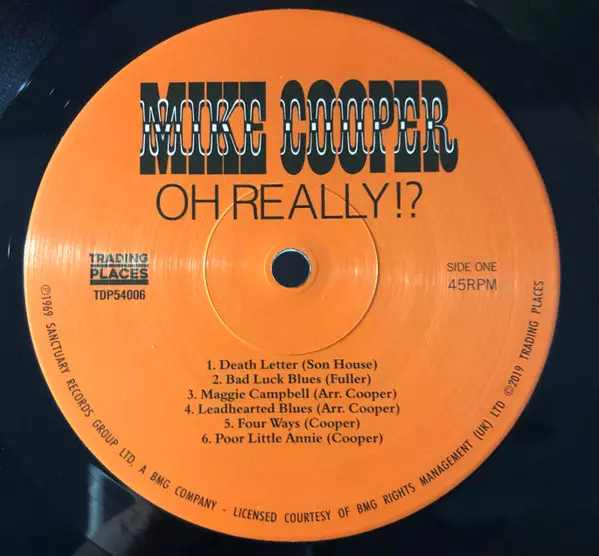 MIKE COOPER
OH REALLY!?
TRADING
PLACES
TDP54006
SIDE ONE
45RPM
1. Death Letter (Son House)
2. Bad Luck Blues (Fuller)
3. Maggie Campbell (Arr. Cooper)
4. Leadhearted Blues (Arr. Cooper)
5. Four Ways (Cooper)
6. Poor Little Annie (Cooper)
℗1969 SANCTUARY RECORDS GROUP LTD, A BMG COMPANY - LICENSED COURTESY OF BMG RIGHTS MANAGEMENT (UK) LTD ©2019 TRADING PLACES